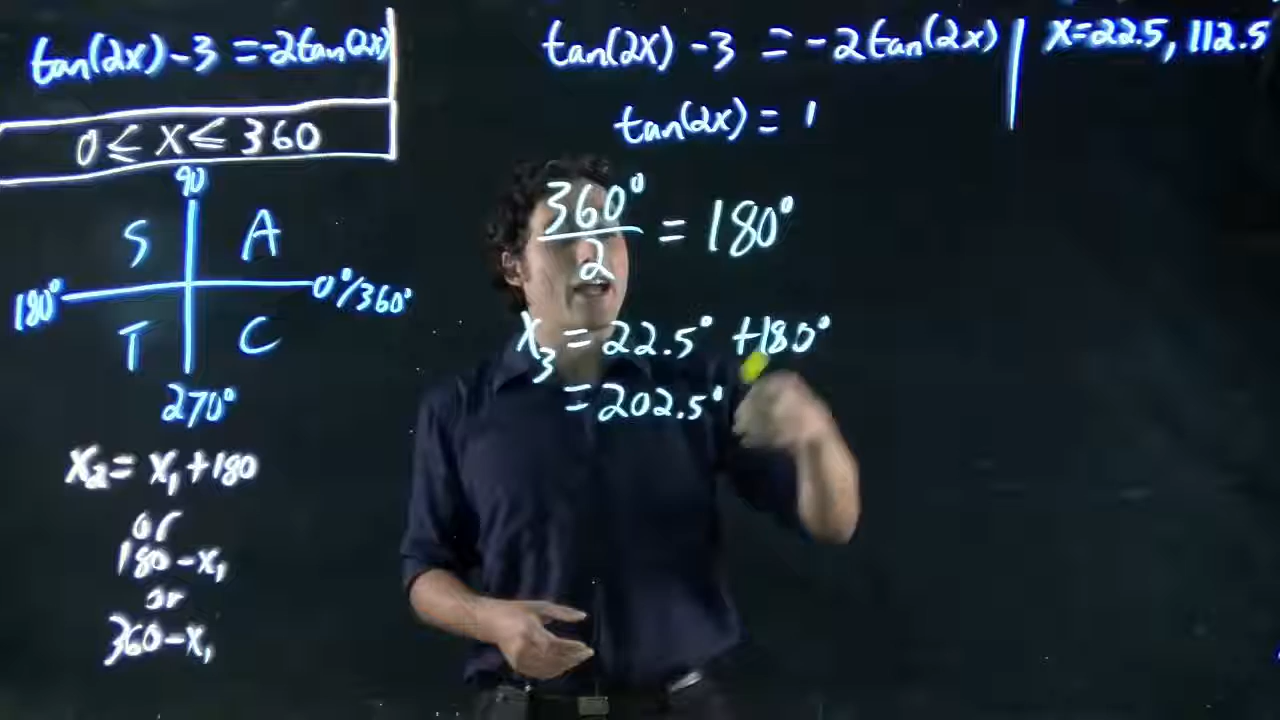 tan(2x) - 3 = -2tan(2x)
0 ≤ x ≤ 360
90
S A
180° 0°/360°
T C
270°
x₂ = x₁ + 180
or
180 - x₁
or
360 - x₁
tan(2x) - 3 = -2tan(2x)
tan(2x) = 1
360°/2 = 180°
x₃ = 22.5° + 180°
= 202.5°
x = 22.5, 112.5